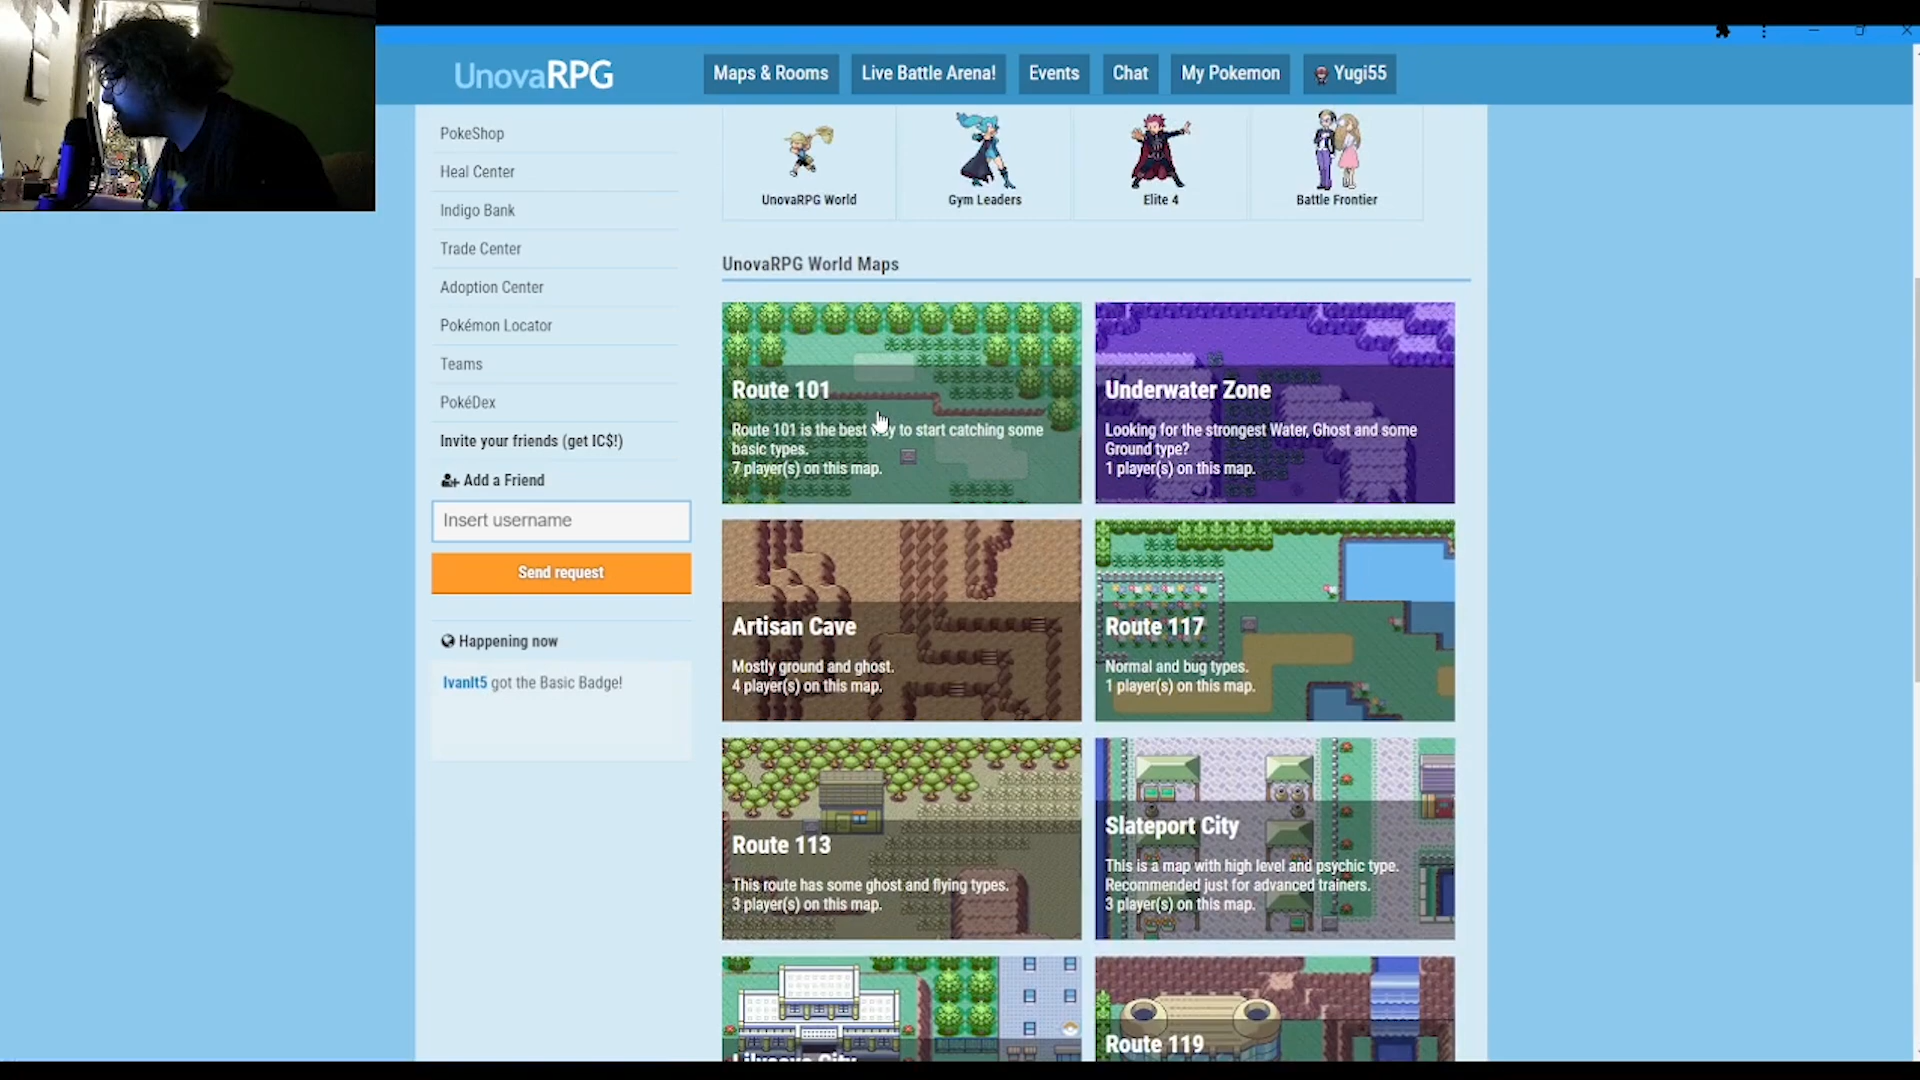 UnovaRPG
Maps & Rooms
Live Battle Arena!
Events
Chat
My Pokemon
Yugi55
PokeShop
Heal Center
Indigo Bank
Trade Center
Adoption Center
Pokémon Locator
Teams
PokéDex
Invite your friends (get IC$!)
Add a Friend
Insert username
Send request
Happening now
IvanIt5 got the Basic Badge!
UnovaRPG World
Gym Leaders
Elite 4
Battle Frontier
UnovaRPG World Maps
Route 101
Route 101 is the best way to start catching some
basic types.
7 player(s) on this map.
Underwater Zone
Looking for the strongest Water, Ghost and some
Ground type?
1 player(s) on this map.
Artisan Cave
Mostly ground and ghost.
4 player(s) on this map.
Route 117
Normal and bug types.
1 player(s) on this map.
Route 113
This route has some ghost and flying types.
3 player(s) on this map.
Slateport City
This is a map with high level and psychic type.
Recommended just for advanced trainers.
3 player(s) on this map.
Lilycove City
Route 119